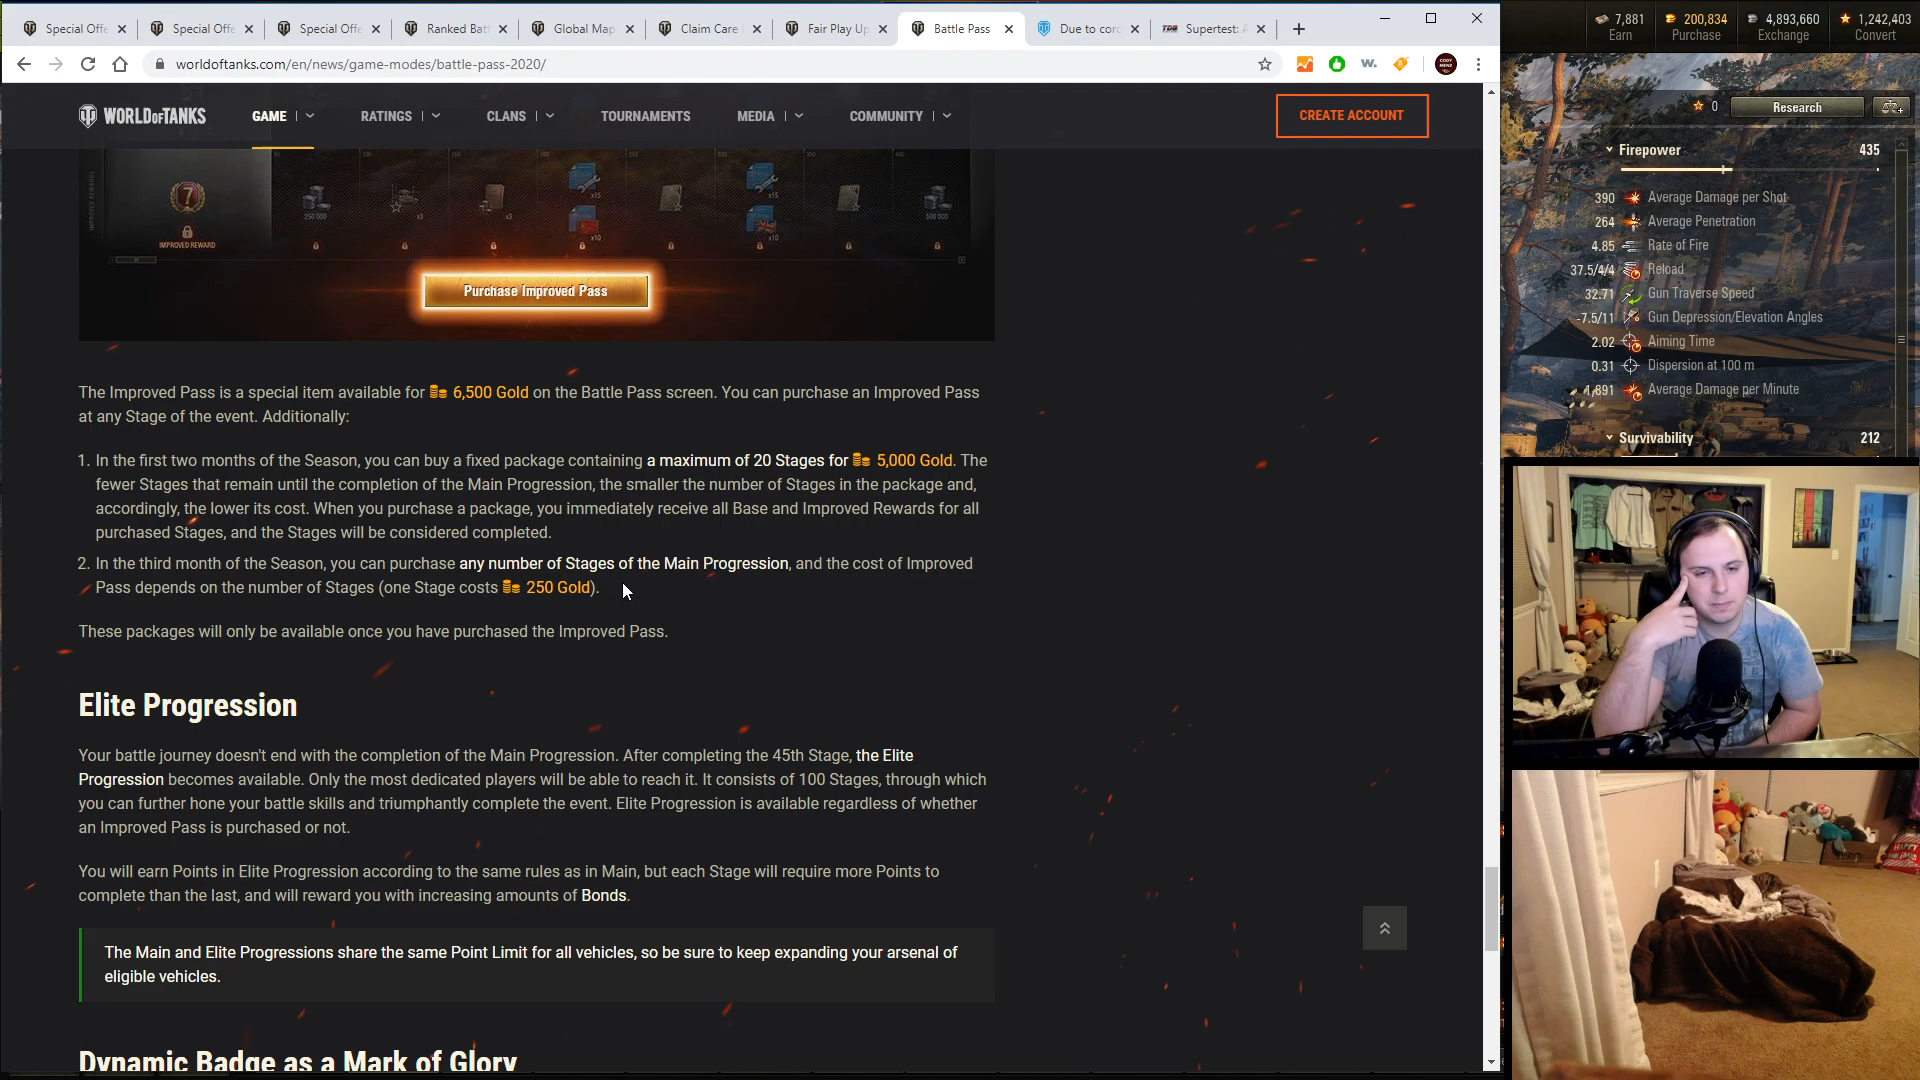 Special Offe
Special Offe
Special Offe
Ranked Bat
Global Map
Claim Care
Fair Play Up
Battle Pass
Due to coro
Supertest: A
worldoftanks.com/en/news/game-modes/battle-pass-2020/
WORLD OF TANKS
GAME
RATINGS
CLANS
TOURNAMENTS
MEDIA
COMMUNITY
CREATE ACCOUNT
7
IMPROVED REWARD
250 000
x3
x3
x15
x10
x15
x10
500 000
Purchase Improved Pass
The Improved Pass is a special item available for 6,500 Gold on the Battle Pass screen. You can purchase an Improved Pass
at any Stage of the event. Additionally:
1. In the first two months of the Season, you can buy a fixed package containing a maximum of 20 Stages for 5,000 Gold. The
fewer Stages that remain until the completion of the Main Progression, the smaller the number of Stages in the package and,
accordingly, the lower its cost. When you purchase a package, you immediately receive all Base and Improved Rewards for all
purchased Stages, and the Stages will be considered completed.
2. In the third month of the Season, you can purchase any number of Stages of the Main Progression, and the cost of Improved
Pass depends on the number of Stages (one Stage costs 250 Gold).
These packages will only be available once you have purchased the Improved Pass.
Elite Progression
Your battle journey doesn't end with the completion of the Main Progression. After completing the 45th Stage, the Elite
Progression becomes available. Only the most dedicated players will be able to reach it. It consists of 100 Stages, through which
you can further hone your battle skills and triumphantly complete the event. Elite Progression is available regardless of whether
an Improved Pass is purchased or not.
You will earn Points in Elite Progression according to the same rules as in Main, but each Stage will require more Points to
complete than the last, and will reward you with increasing amounts of Bonds.
The Main and Elite Progressions share the same Point Limit for all vehicles, so be sure to keep expanding your arsenal of
eligible vehicles.
Dynamic Badge as a Mark of Glory
7,881
Earn
200,834
Purchase
4,893,660
Exchange
1,242,403
Convert
0
Research
Firepower 435
390 Average Damage per Shot
264 Average Penetration
4.85 Rate of Fire
37.5/4/4 Reload
32.71 Gun Traverse Speed
-7.5/11 Gun Depression/Elevation Angles
2.02 Aiming Time
0.31 Dispersion at 100 m
1,891 Average Damage per Minute
Survivability 212